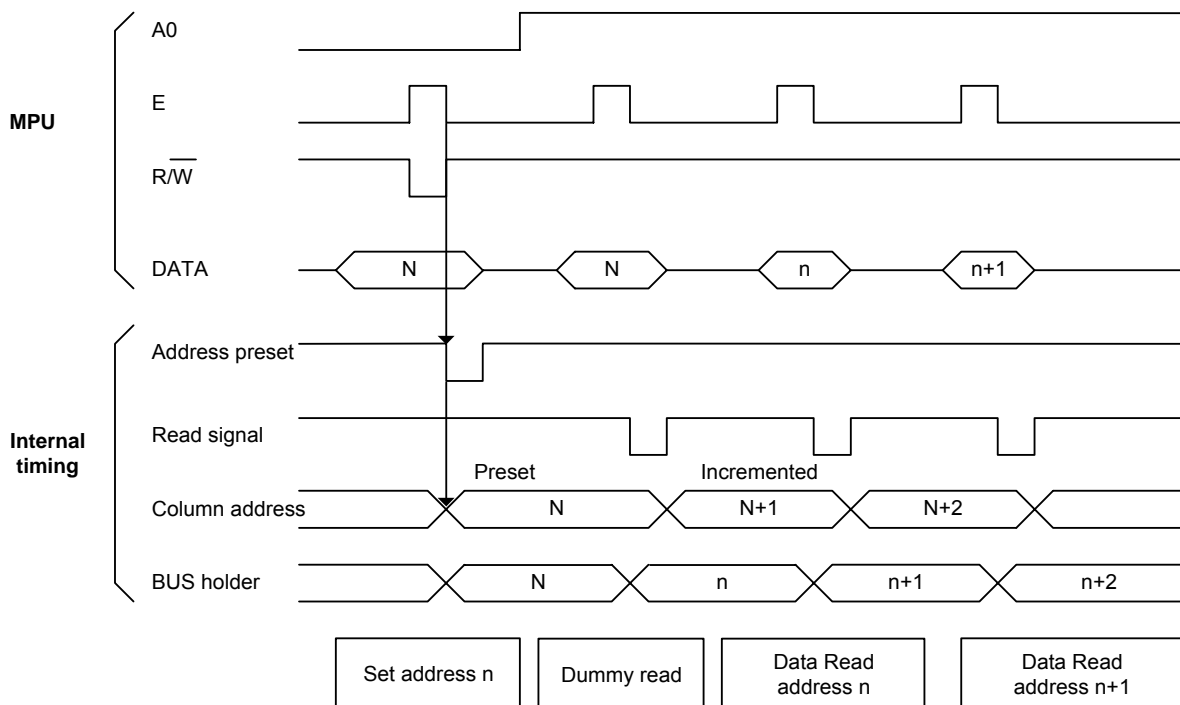 A0
E
MPU
R/W
DATA
N
N
n
n+1
Address preset
Read signal
Internal
timing
Preset
Incremented
Column address
N
N+1
N+2
BUS holder
N
n
n+1
n+2
Set address n
Dummy read
Data Read
address n
Data Read
address n+1